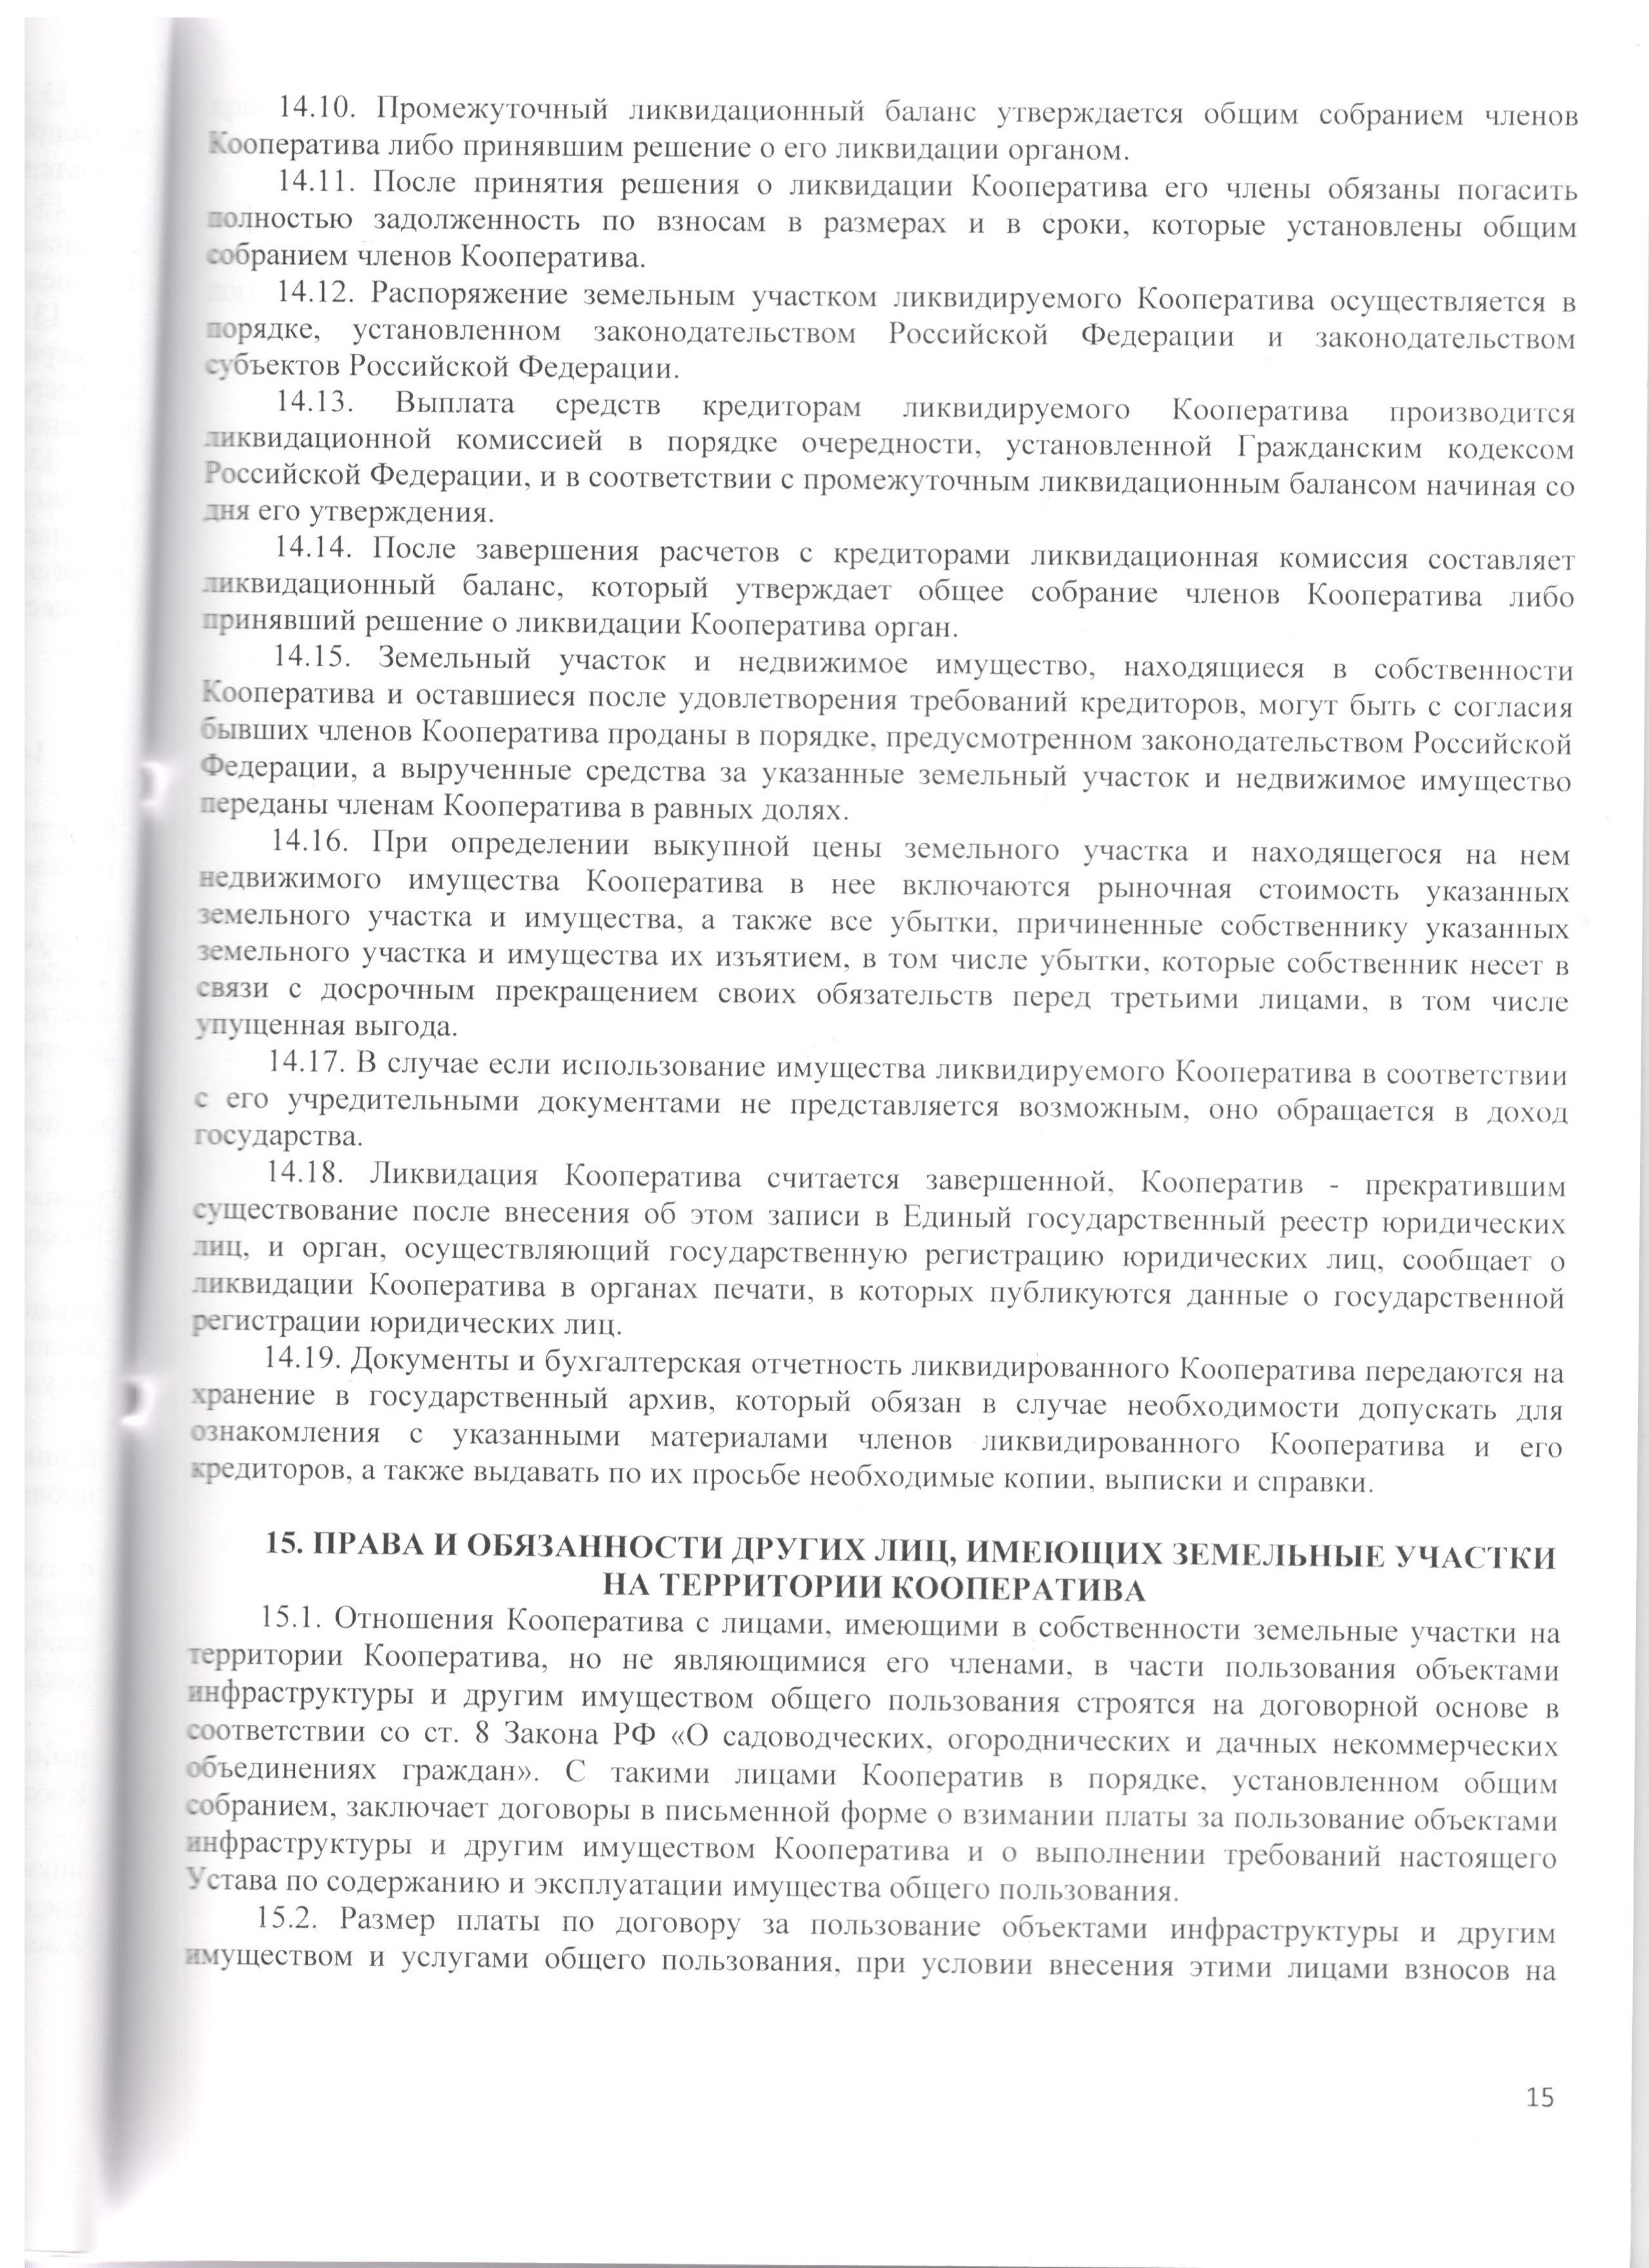 14.10. Промежуточный ликвидационный баланс утверждается общим собранием членов
Кооператива либо принявшим решение о его ликвидации органом.
14.11. После принятия решения о ликвидации Кооператива его члены обязаны погасить
полностью задолженность по взносам в размерах и в сроки, которые установлены общим
собранием членов Кооператива.
14.12. Распоряжение земельным участком ликвидируемого Кооператива осуществляется в
порядке, установленном законодательством Российской Федерации и законодательством
субъектов Российской Федерации.
14.13. Выплата средств кредиторам ликвидируемого Кооператива производится
ликвидационной комиссией в порядке очередности, установленной Гражданским кодексом
Российской Федерации, и в соответствии с промежуточным ликвидационным балансом начиная со
дня его утверждения.
14.14. После завершения расчетов с кредиторами ликвидационная комиссия составляет
ликвидационный баланс, который утверждает общее собрание членов Кооператива либо
принявший решение о ликвидации Кооператива орган.
14.15. Земельный участок и недвижимое имущество, находящиеся в собственности
Кооператива и оставшиеся после удовлетворения требований кредиторов, могут быть с согласия
бывших членов Кооператива проданы в порядке, предусмотренном законодательством Российской
Федерации, а вырученные средства за указанные земельный участок и недвижимое имущество
переданы членам Кооператива в равных долях.
14.16. При определении выкупной цены земельного участка и находящегося на нем
недвижимого имущества Кооператива в нее включаются рыночная стоимость указанных
земельного участка и имущества, а также все убытки, причиненные собственнику указанных
земельного участка и имущества их изъятием, в том числе убытки, которые собственник несет в
связи с досрочным прекращением своих обязательств перед третьими лицами, в том числе
упущенная выгода.
14.17. В случае если использование имущества ликвидируемого Кооператива в соответствии
с его учредительными документами не представляется возможным, оно обращается в доход
государства.
14.18. Ликвидация Кооператива считается завершенной, Кооператив - прекратившим
существование после внесения об этом записи в Единый государственный реестр юридических
лиц, и орган, осуществляющий государственную регистрацию юридических лиц, сообщает о
ликвидации Кооператива в органах печати, в которых публикуются данные о государственной
регистрации юридических лиц.
14.19. Документы и бухгалтерская отчетность ликвидированного Кооператива передаются на
хранение в государственный архив, который обязан в случае необходимости допускать для
ознакомления с указанными материалами членов ликвидированного Кооператива и его
кредиторов, а также выдавать по их просьбе необходимые копии, выписки и справки.
15. ПРАВА И ОБЯЗАННОСТИ ДРУГИХ ЛИЦ, ИМЕЮЩИХ ЗЕМЕЛЬНЫЕ УЧАСТКИ
НА ТЕРРИТОРИИ КООПЕРАТИВА
15.1. Отношения Кооператива с лицами, имеющими в собственности земельные участки на
территории Кооператива, но не являющимися его членами, в части пользования объектами
инфраструктуры и другим имуществом общего пользования строятся на договорной основе в
соответствии со ст. 8 Закона РФ «О садоводческих, огороднических и дачных некоммерческих
объединениях граждан». С такими лицами Кооператив в порядке, установленном общим
собранием, заключает договоры в письменной форме о взимании платы за пользование объектами
инфраструктуры и другим имуществом Кооператива и о выполнении требований настоящего
Устава по содержанию и эксплуатации имущества общего пользования.
15.2. Размер платы по договору за пользование объектами инфраструктуры и другим
имуществом и услугами общего пользования, при условии внесения этими лицами взносов на
15